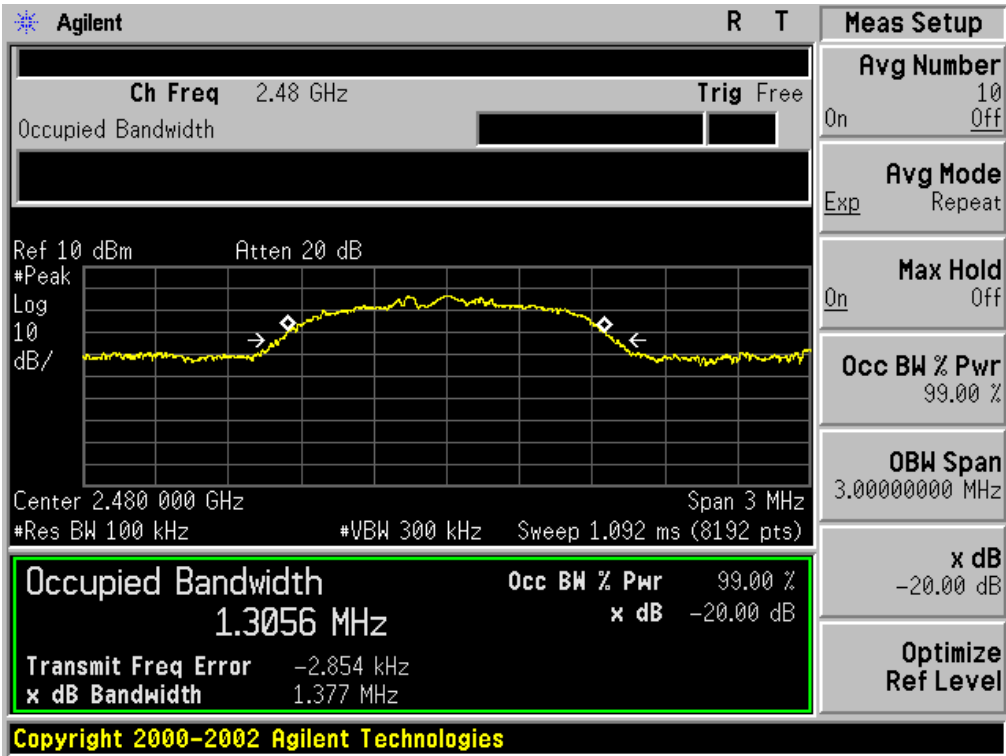 Agilent R T
Meas Setup
Ch Freq 2.48 GHz Trig Free
Occupied Bandwidth
Ref 10 dBm Atten 20 dB
#Peak
Log
10
dB/
Center 2.480 000 GHz Span 3 MHz
#Res BW 100 kHz #VBW 300 kHz Sweep 1.092 ms (8192 pts)
Occupied Bandwidth Occ BW % Pwr 99.00 %
1.3056 MHz x dB -20.00 dB
Transmit Freq Error -2.854 kHz
x dB Bandwidth 1.377 MHz
Avg Number
10
On Off
Avg Mode
Exp Repeat
Max Hold
On Off
Occ BW % Pwr
99.00 %
OBW Span
3.00000000 MHz
x dB
-20.00 dB
Optimize
Ref Level
Copyright 2000-2002 Agilent Technologies